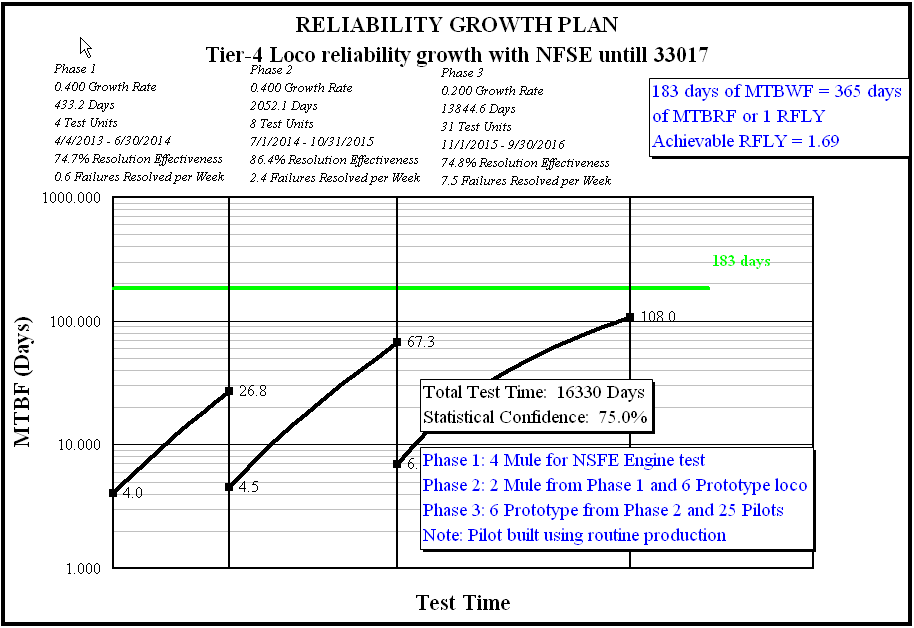 RELIABILITY GROWTH PLAN
Tier-4 Loco reliability growth with NFSE untill 33017
Phase 1
0.400 Growth Rate
433.2 Days
4 Test Units
4/4/2013 - 6/30/2014
74.7% Resolution Effectiveness
0.6 Failures Resolved per Week
Phase 2
0.400 Growth Rate
2052.1 Days
8 Test Units
7/1/2014 - 10/31/2015
86.4% Resolution Effectiveness
2.4 Failures Resolved per Week
Phase 3
0.200 Growth Rate
13844.6 Days
31 Test Units
11/1/2015 - 9/30/2016
74.8% Resolution Effectiveness
7.5 Failures Resolved per Week
183 days of MTBWF = 365 days
of MTBRF or 1 RFLY
Achievable RFLY = 1.69
1000.000
183 days
100.000
108.0
67.3
26.8
MTBF (Days)
Total Test Time: 16330 Days
Statistical Confidence: 75.0%
10.000
6.
4.5
4.0
Phase 1: 4 Mule for NSFE Engine test
Phase 2: 2 Mule from Phase 1 and 6 Prototype loco
Phase 3: 6 Prototype from Phase 2 and 25 Pilots
Note: Pilot built using routine production
1.000
Test Time